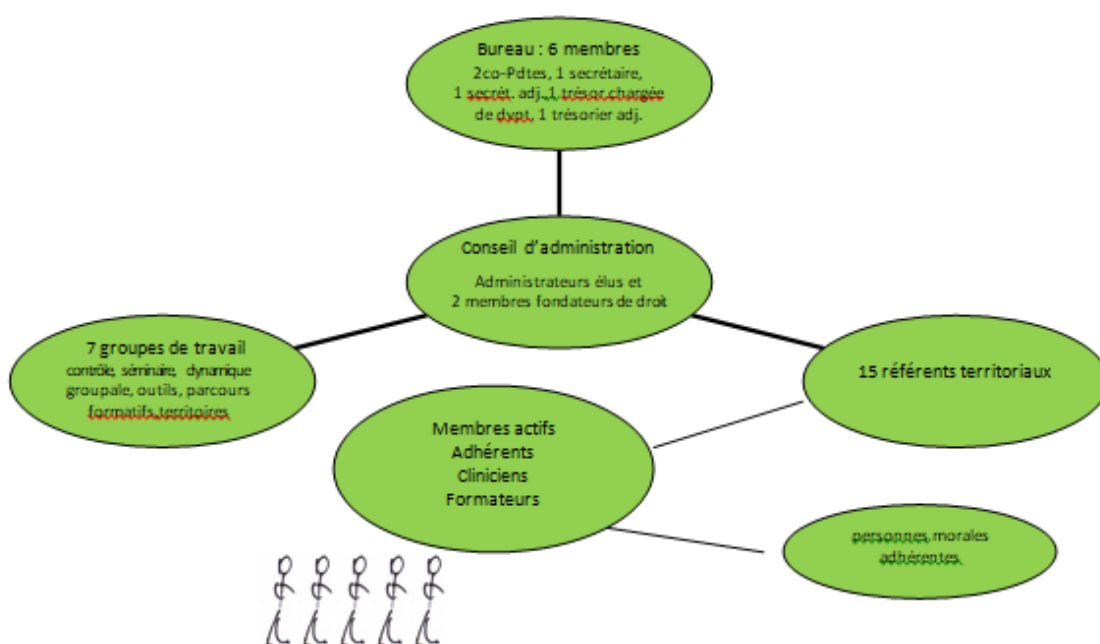 Bureau : 6 membres
2co-Pdtes, 1 secrétaire,
1 secrét. adj.,1 trésor.chargée
de dvpt, 1 trésorier adj.
Conseil d'administration
Administrateurs élus et
2 membres fondateurs de droit
7 groupes de travail
contrôle, séminaire, dynamique
groupale, outils, parcours
formatifs,territoires
15 référents territoriaux
Membres actifs
Adhérents
Cliniciens
Formateurs
personnes morales
adhérentes